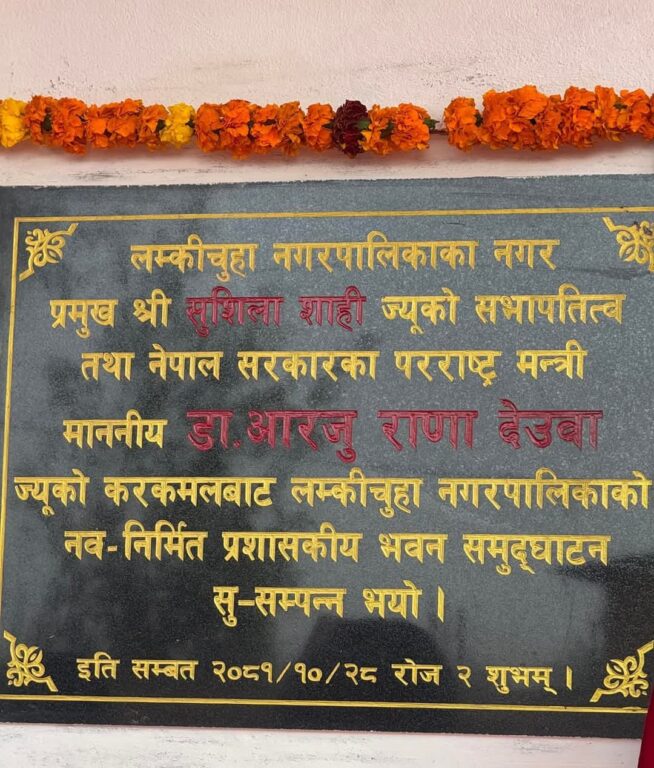 लम्कीचुहा नगरपालिकाका नगर
प्रमुख श्री सुशिला शाही ज्यूको सभापतित्व
तथा नेपाल सरकारका परराष्ट्र मन्त्री
माननीय डा.आरजु राणा देउबा
ज्यूको करकमलबाट लम्कीचुहा नगरपालिकाको
नव-निर्मित प्रशासकीय भवन समुद्घाटन
सु-सम्पन्न भयो ।
इति सम्बत २०८१/१०/२८ रोज २ शुभम् ।